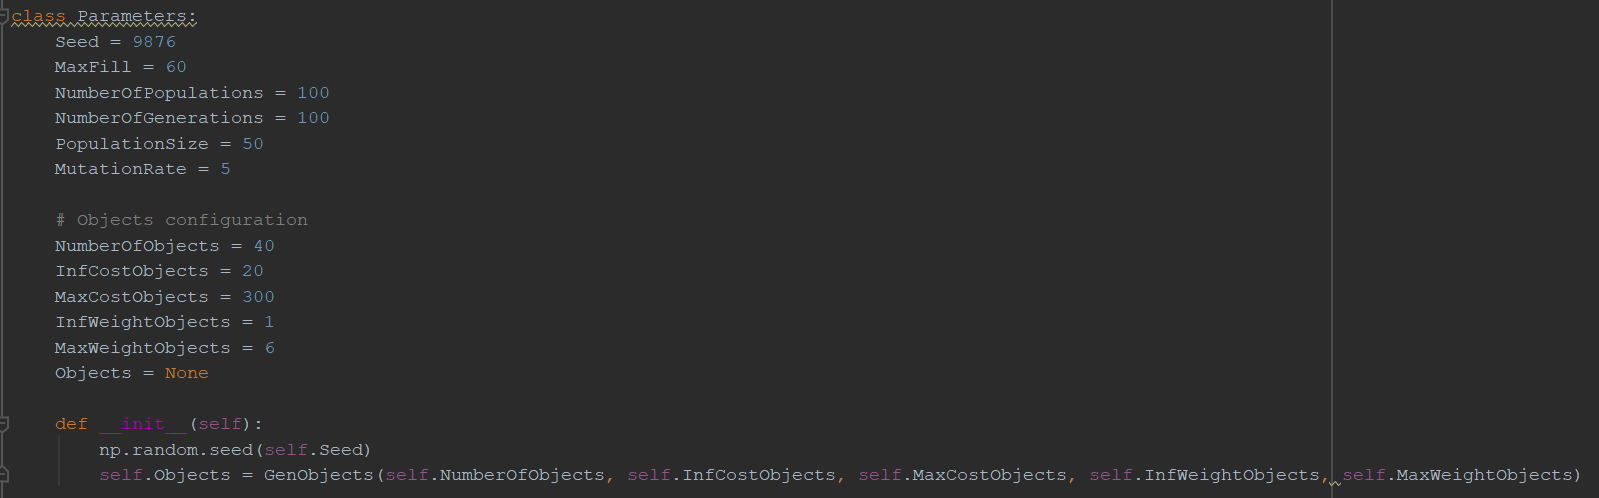 class Parameters:
    Seed = 9876
    MaxFill = 60
    NumberOfPopulations = 100
    NumberOfGenerations = 100
    PopulationSize = 50
    MutationRate = 5

    # Objects configuration
    NumberOfObjects = 40
    InfCostObjects = 20
    MaxCostObjects = 300
    InfWeightObjects = 1
    MaxWeightObjects = 6
    Objects = None

    def __init__(self):
        np.random.seed(self.Seed)
        self.Objects = GenObjects(self.NumberOfObjects, self.InfCostObjects, self.MaxCostObjects, self.InfWeightObjects, self.MaxWeightObjects)